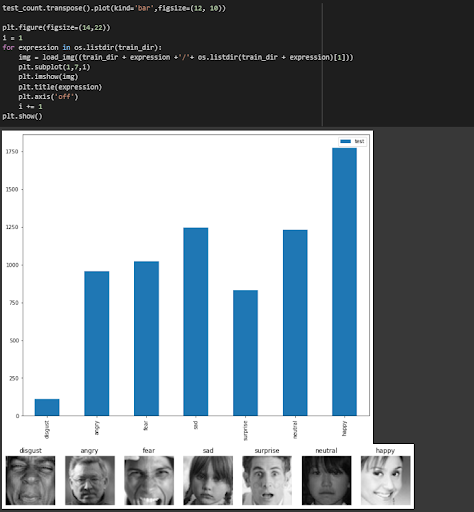 test_count.transpose().plot(kind='bar',figsize=(12, 10))
plt.figure(figsize=(14,22))
i = 1
for expression in os.listdir(train_dir):
    img = load_img((train_dir + expression +'/'+ os.listdir(train_dir + expression)[1]))
    plt.subplot(1,7,i)
    plt.imshow(img)
    plt.title(expression)
    plt.axis('off')
    i += 1
plt.show()
test
1750
1500
1250
1000
750
500
250
0
disgust angry fear sad surprise neutral happy
disgust angry fear sad surprise neutral happy